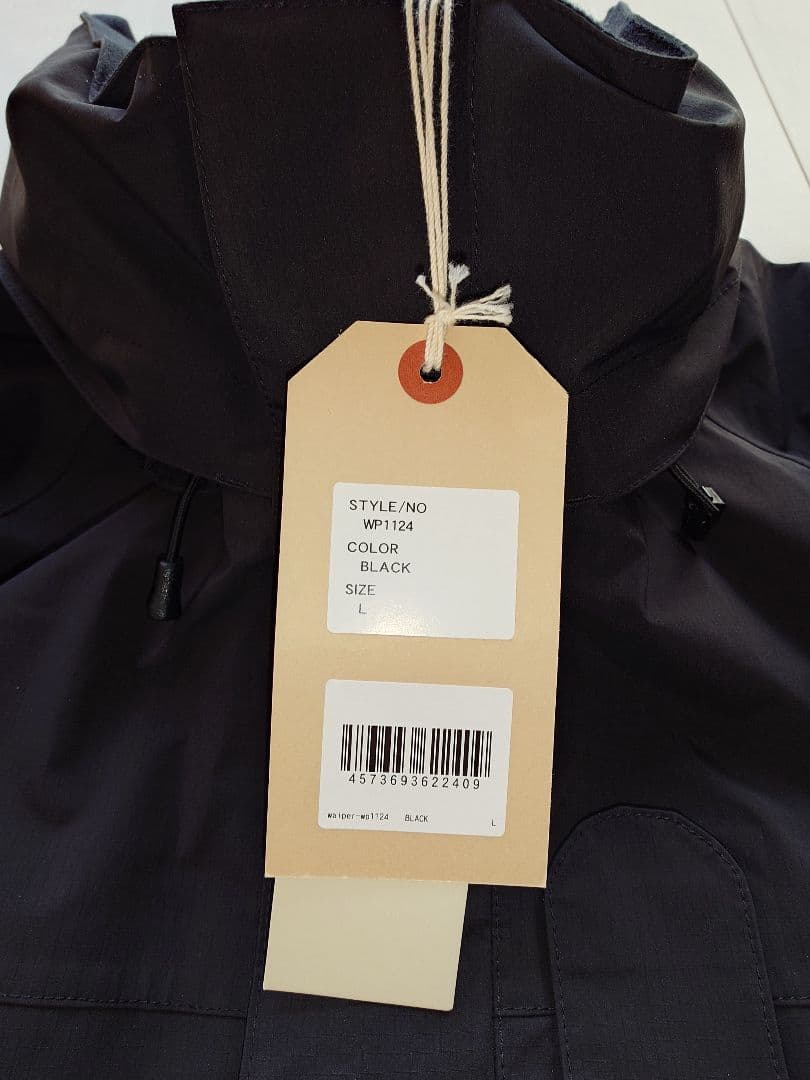 STYLE/NO
WP1124
COLOR
BLACK
SIZE
L
4573693622409
waiper-wp1124 BLACK L